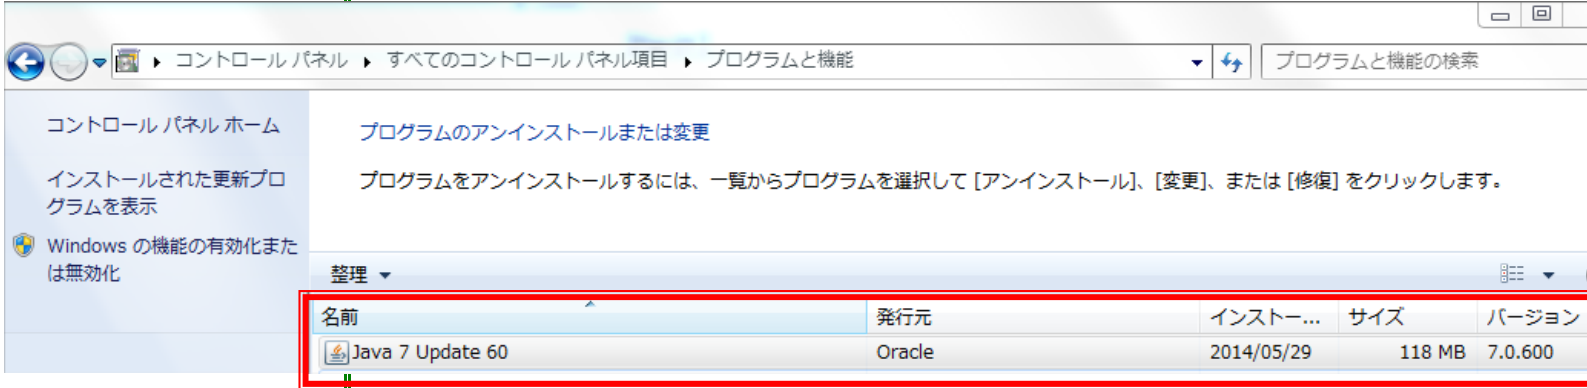 コントロール パネル ▶ すべてのコントロール パネル項目 ▶ プログラムと機能
プログラムと機能の検索
コントロール パネル ホーム
インストールされた更新プロ
グラムを表示
Windows の機能の有効化また
は無効化
プログラムのアンインストールまたは変更
プログラムをアンインストールするには、一覧からプログラムを選択して [アンインストール]、[変更]、または [修復] をクリックします。
整理
名前 発行元 インストー... サイズ バージョン
Java 7 Update 60 Oracle 2014/05/29 118 MB 7.0.600